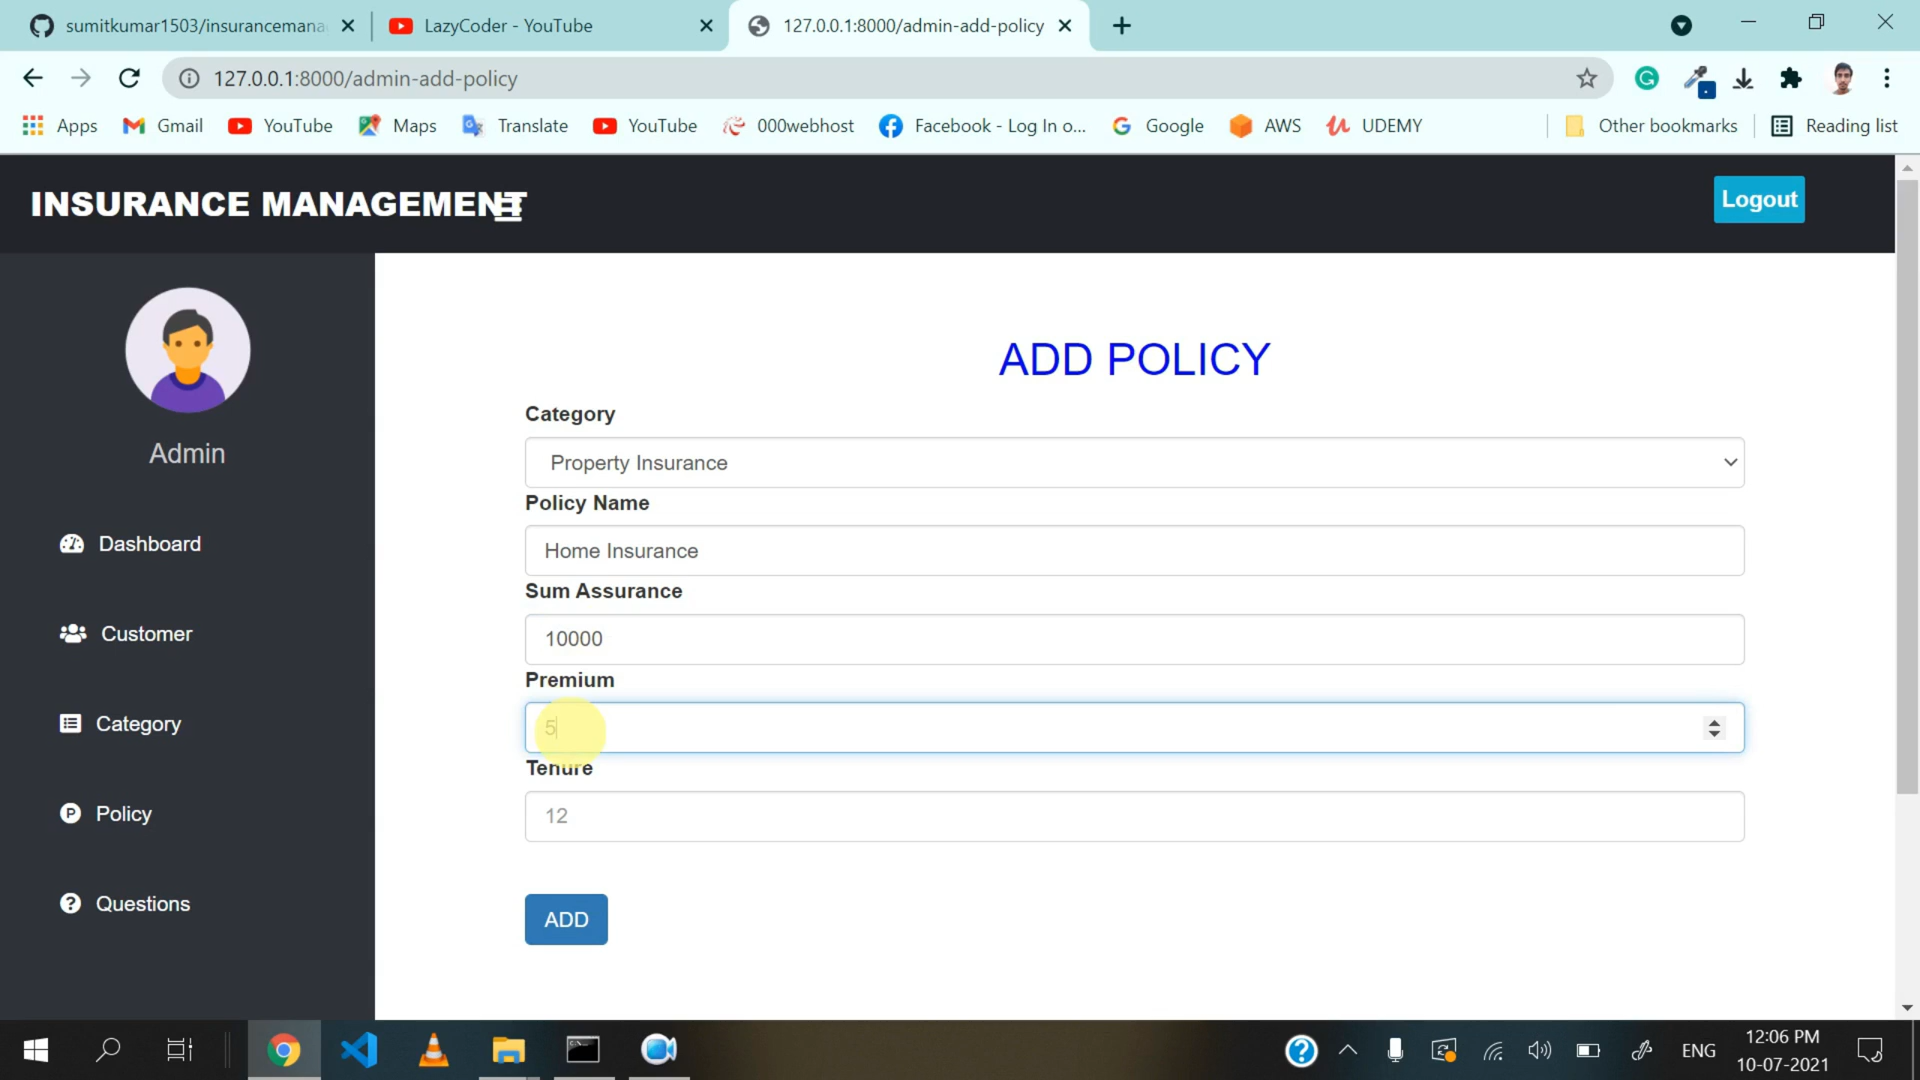 sumitkumar1503/insurancemana
LazyCoder - YouTube
127.0.0.1:8000/admin-add-policy
127.0.0.1:8000/admin-add-policy
Apps
Gmail
YouTube
Maps
Translate
YouTube
000webhost
Facebook - Log In o...
Google
AWS
UDEMY
Other bookmarks
Reading list
INSURANCE MANAGEMENT
Logout
Admin
Dashboard
Customer
Category
Policy
Questions
ADD POLICY
Category
Property Insurance
Policy Name
Home Insurance
Sum Assurance
10000
Premium
5
Tenure
12
ADD
ENG
12:06 PM
10-07-2021